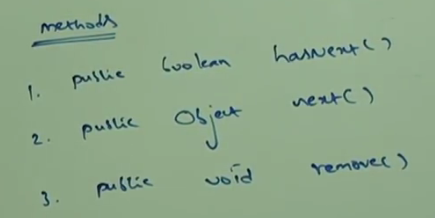 methods
1. public boolean hasNext()
2. public Object next()
3. public void remove()